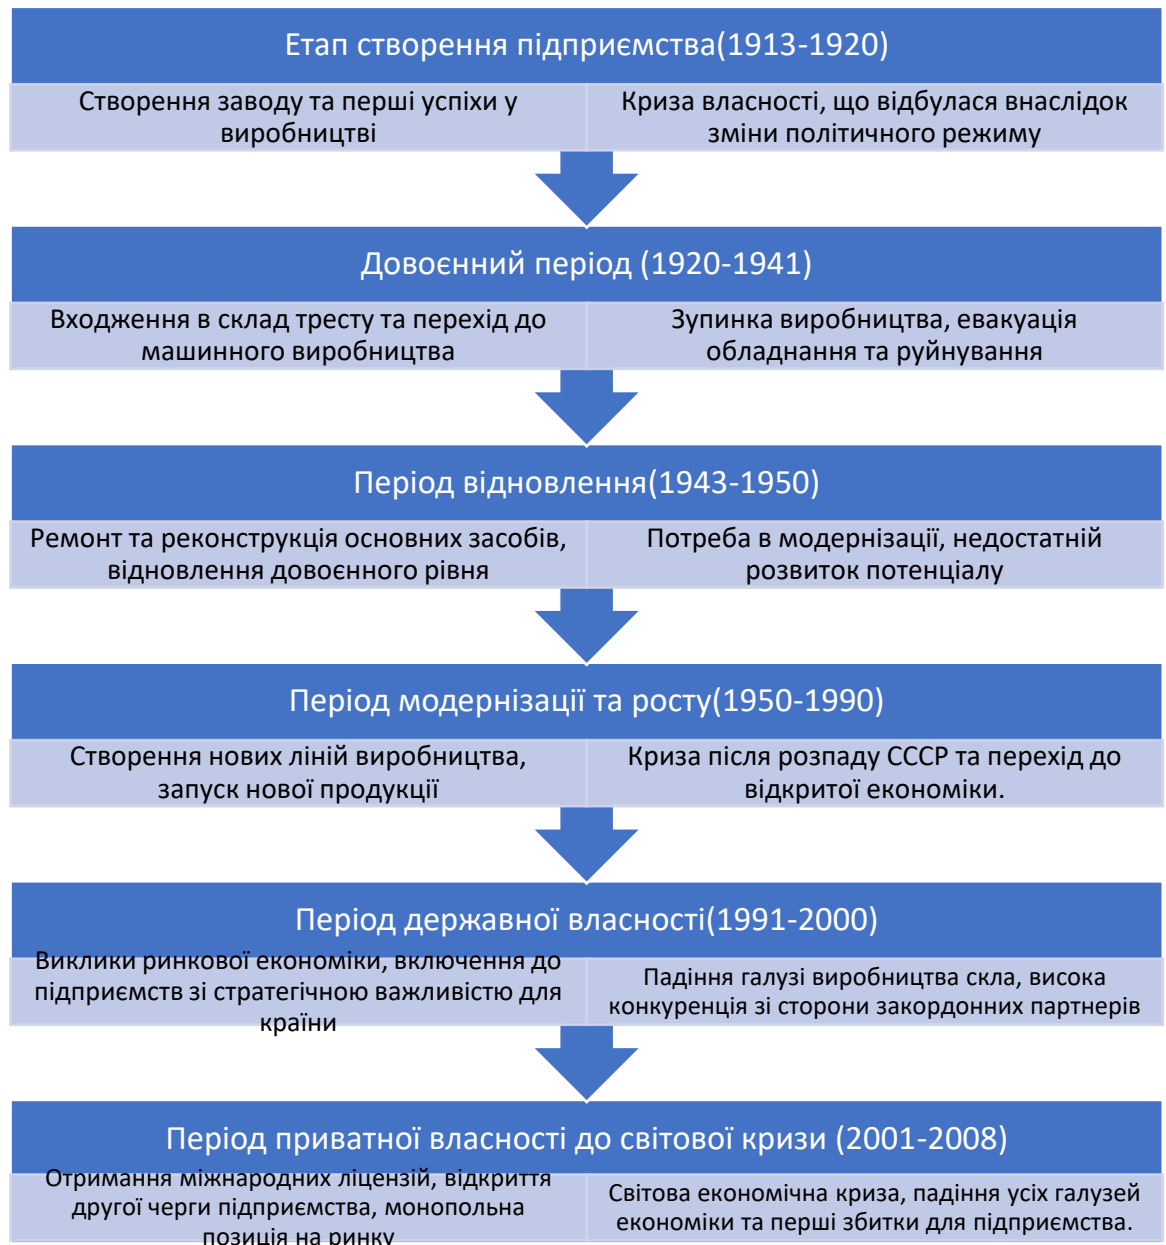 Етап створення підприємства(1913-1920)
Створення заводу та перші успіхи у
виробництві
Криза власності, що відбулася внаслідок
зміни політичного режиму
Довоєнний період (1920-1941)
Входження в склад тресту та перехід до
машинного виробництва
Зупинка виробництва, евакуація
обладнання та руйнування
Період відновлення(1943-1950)
Ремонт та реконструкція основних засобів,
відновлення довоєнного рівня
Потреба в модернізації, недостатній
розвиток потенціалу
Період модернізації та росту(1950-1990)
Створення нових ліній виробництва,
запуск нової продукції
Криза після розпаду СССР та перехід до
відкритої економіки.
Період державної власності(1991-2000)
Виклики ринкової економіки, включення до
підприємств зі стратегічною важливістю для
країни
Падіння галузі виробництва скла, висока
конкуренція зі сторони закордонних партнерів
Період приватної власності до світової кризи (2001-2008)
Отримання міжнародних ліцензій, відкриття
другої черги підприємства, монопольна
позиція на ринку
Світова економічна криза, падіння усіх галузей
економіки та перші збитки для підприємства.